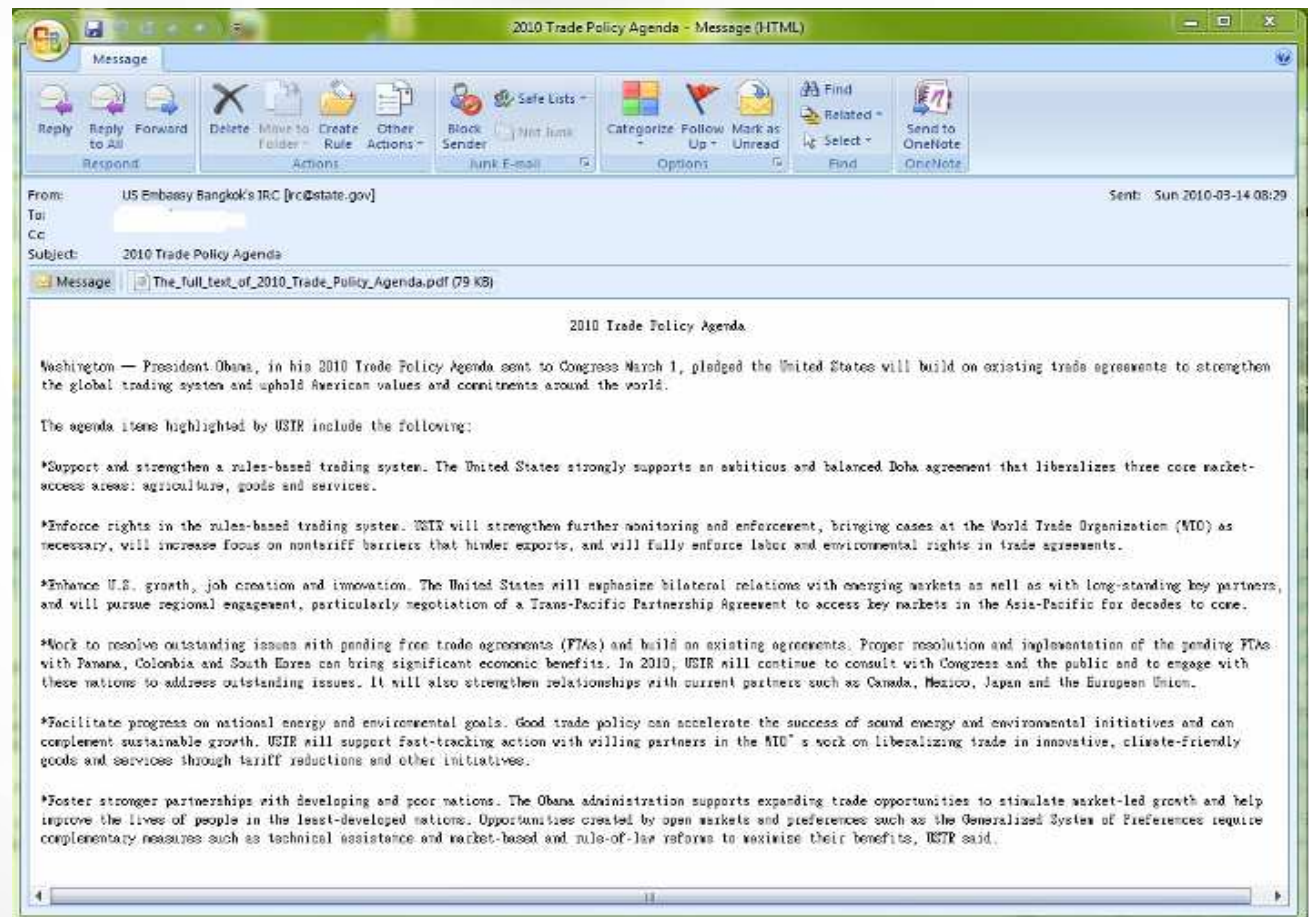 2010 Trade Policy Agenda - Message (HTML)
Message
Reply Reply to All Forward
Respond
Delete Move to Folder Create Rule Other Actions
Actions
Block Sender Safe Lists Not Junk
Junk E-mail
Categorize Follow Up Mark as Unread
Options
Find Related Select
Find
Send to OneNote
OneNote
From: US Embassy Bangkok's IRC [irc@state.gov] Sent: Sun 2010-03-14 08:29
To:
Cc
Subject: 2010 Trade Policy Agenda
Message The_full_text_of_2010_Trade_Policy_Agenda.pdf (79 KB)
2010 Trade Policy Agenda
Washington — President Obama, in his 2010 Trade Policy Agenda sent to Congress March 1, pledged the United States will build on existing trade agreements to strengthen
the global trading system and uphold American values and commitments around the world.
The agenda items highlighted by USTR include the following:
*Support and strengthen a rules-based trading system. The United States strongly supports an ambitious and balanced Doha agreement that liberalizes three core market-
access areas: agriculture, goods and services.
*Enforce rights in the rules-based trading system. USTR will strengthen further monitoring and enforcement, bringing cases at the World Trade Organization (WTO) as
necessary, will increase focus on nontariff barriers that hinder exports, and will fully enforce labor and environmental rights in trade agreements.
*Enhance U.S. growth, job creation and innovation. The United States will emphasize bilateral relations with emerging markets as well as with long-standing key partners,
and will pursue regional engagement, particularly negotiation of a Trans-Pacific Partnership Agreement to access key markets in the Asia-Pacific for decades to come.
*Work to resolve outstanding issues with pending free trade agreements (FTAs) and build on existing agreements. Proper resolution and implementation of the pending FTAs
with Panama, Colombia and South Korea can bring significant economic benefits. In 2010, USTR will continue to consult with Congress and the public and to engage with
these nations to address outstanding issues. It will also strengthen relationships with current partners such as Canada, Mexico, Japan and the European Union.
*Facilitate progress on national energy and environmental goals. Good trade policy can accelerate the success of sound energy and environmental initiatives and can
complement sustainable growth. USTR will support fast-tracking action with willing partners in the WTO's work on liberalizing trade in innovative, climate-friendly
goods and services through tariff reductions and other initiatives.
*Foster stronger partnerships with developing and poor nations. The Obama administration supports expanding trade opportunities to stimulate market-led growth and help
improve the lives of people in the least-developed nations. Opportunities created by open markets and preferences such as the Generalized System of Preferences require
complementary measures such as technical assistance and market-based and rule-of-law reforms to maximize their benefits, USTR said.